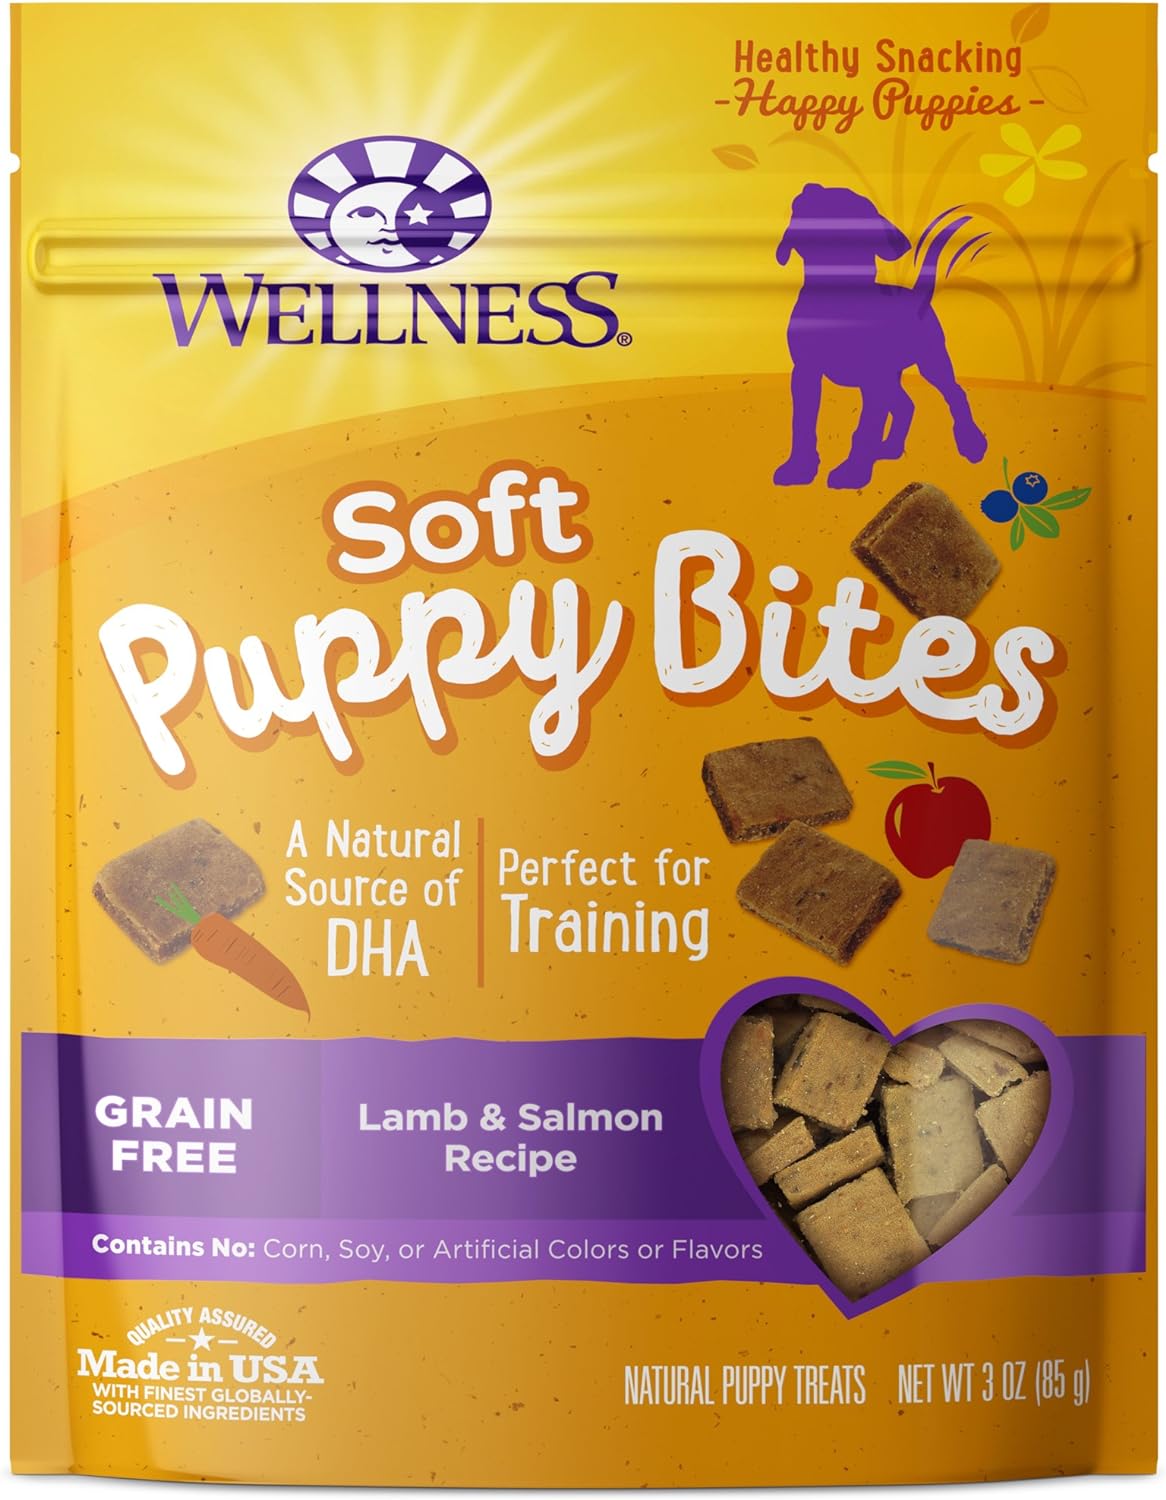 Healthy Snacking
-Happy Puppies-
WELLNESS®
Soft
Puppy Bites
A Natural
Source of
DHA
Perfect for
Training
GRAIN
FREE
Lamb & Salmon
Recipe
Contains No: Corn, Soy, or Artificial Colors or Flavors
QUALITY ASSURED
Made in USA
WITH FINEST GLOBALLY-
SOURCED INGREDIENTS
NATURAL PUPPY TREATS
NET WT 3 OZ (85 g)